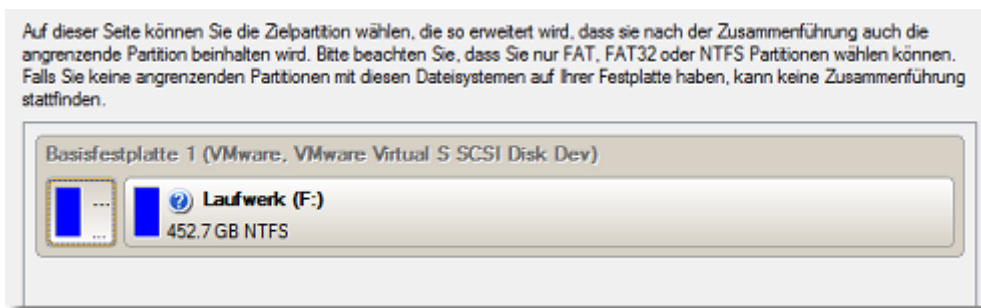 Auf dieser Seite können Sie die Zielpartition wählen, die so erweitert wird, dass sie nach der Zusammenführung auch die
angrenzende Partition beinhalten wird. Bitte beachten Sie, dass Sie nur FAT, FAT32 oder NTFS Partitionen wählen können.
Falls Sie keine angrenzenden Partitionen mit diesen Dateisystemen auf Ihrer Festplatte haben, kann keine Zusammenführung
stattfinden.
Basisfestplatte 1 (VMware, VMware Virtual S SCSI Disk Dev)
...
...
Laufwerk (F:)
452.7 GB NTFS